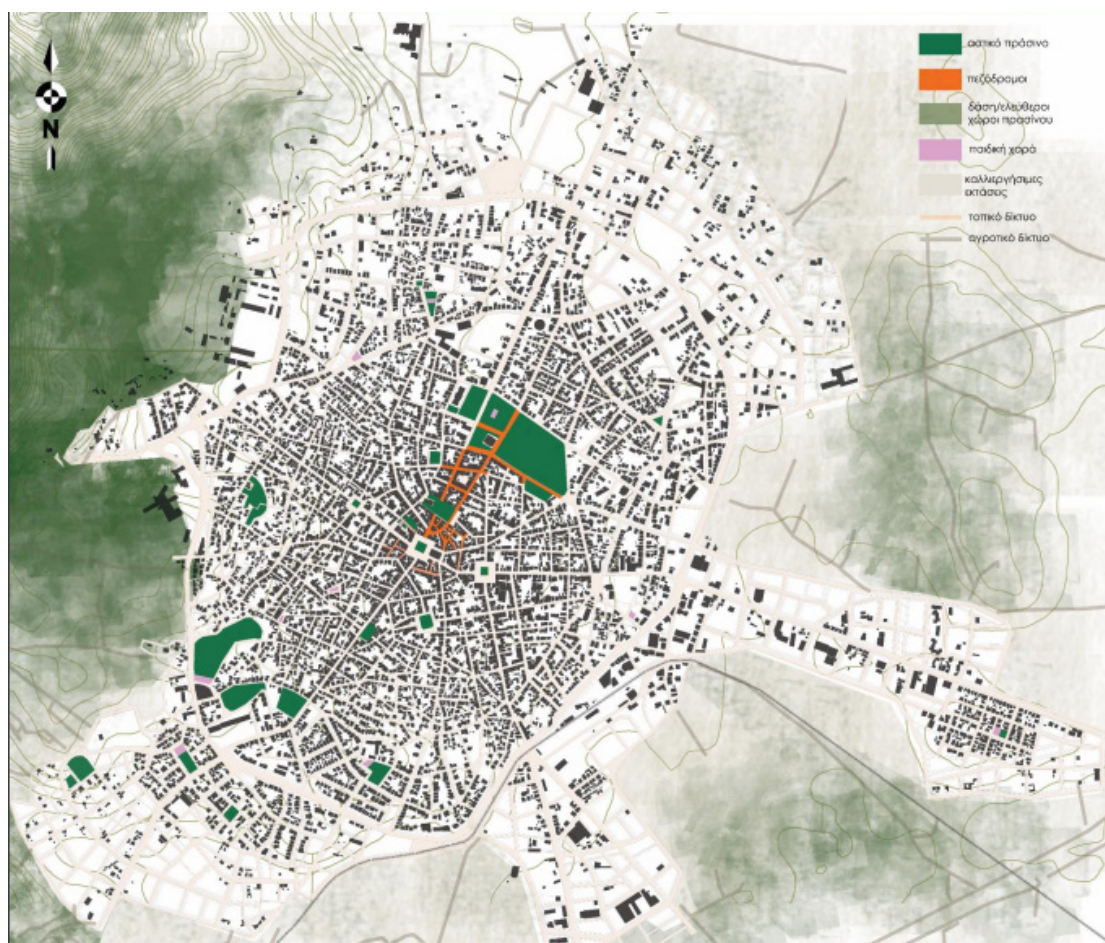 N
αστικό πράσινο
πεζόδρομοι
δάση/ελεύθεροι
χώροι πρασίνου
παιδική χαρά
καλλιεργήσιμες
εκτάσεις
τοπικό δίκτυο
αγροτικό δίκτυο